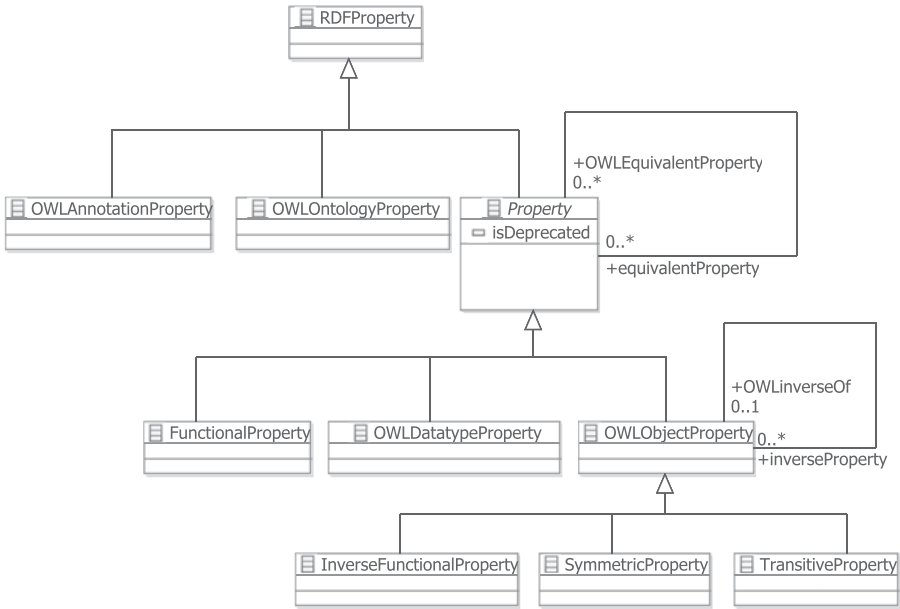 RDFProperty
+OWLEquivalentProperty
0..*
OWLAnnotationProperty
OWLOntologyProperty
Property
isDeprecated
0..*
+equivalentProperty
+OWLinverseOf
0..1
FunctionalProperty
OWLDatatypeProperty
OWLObjectProperty
0..*
+inverseProperty
InverseFunctionalProperty
SymmetricProperty
TransitiveProperty